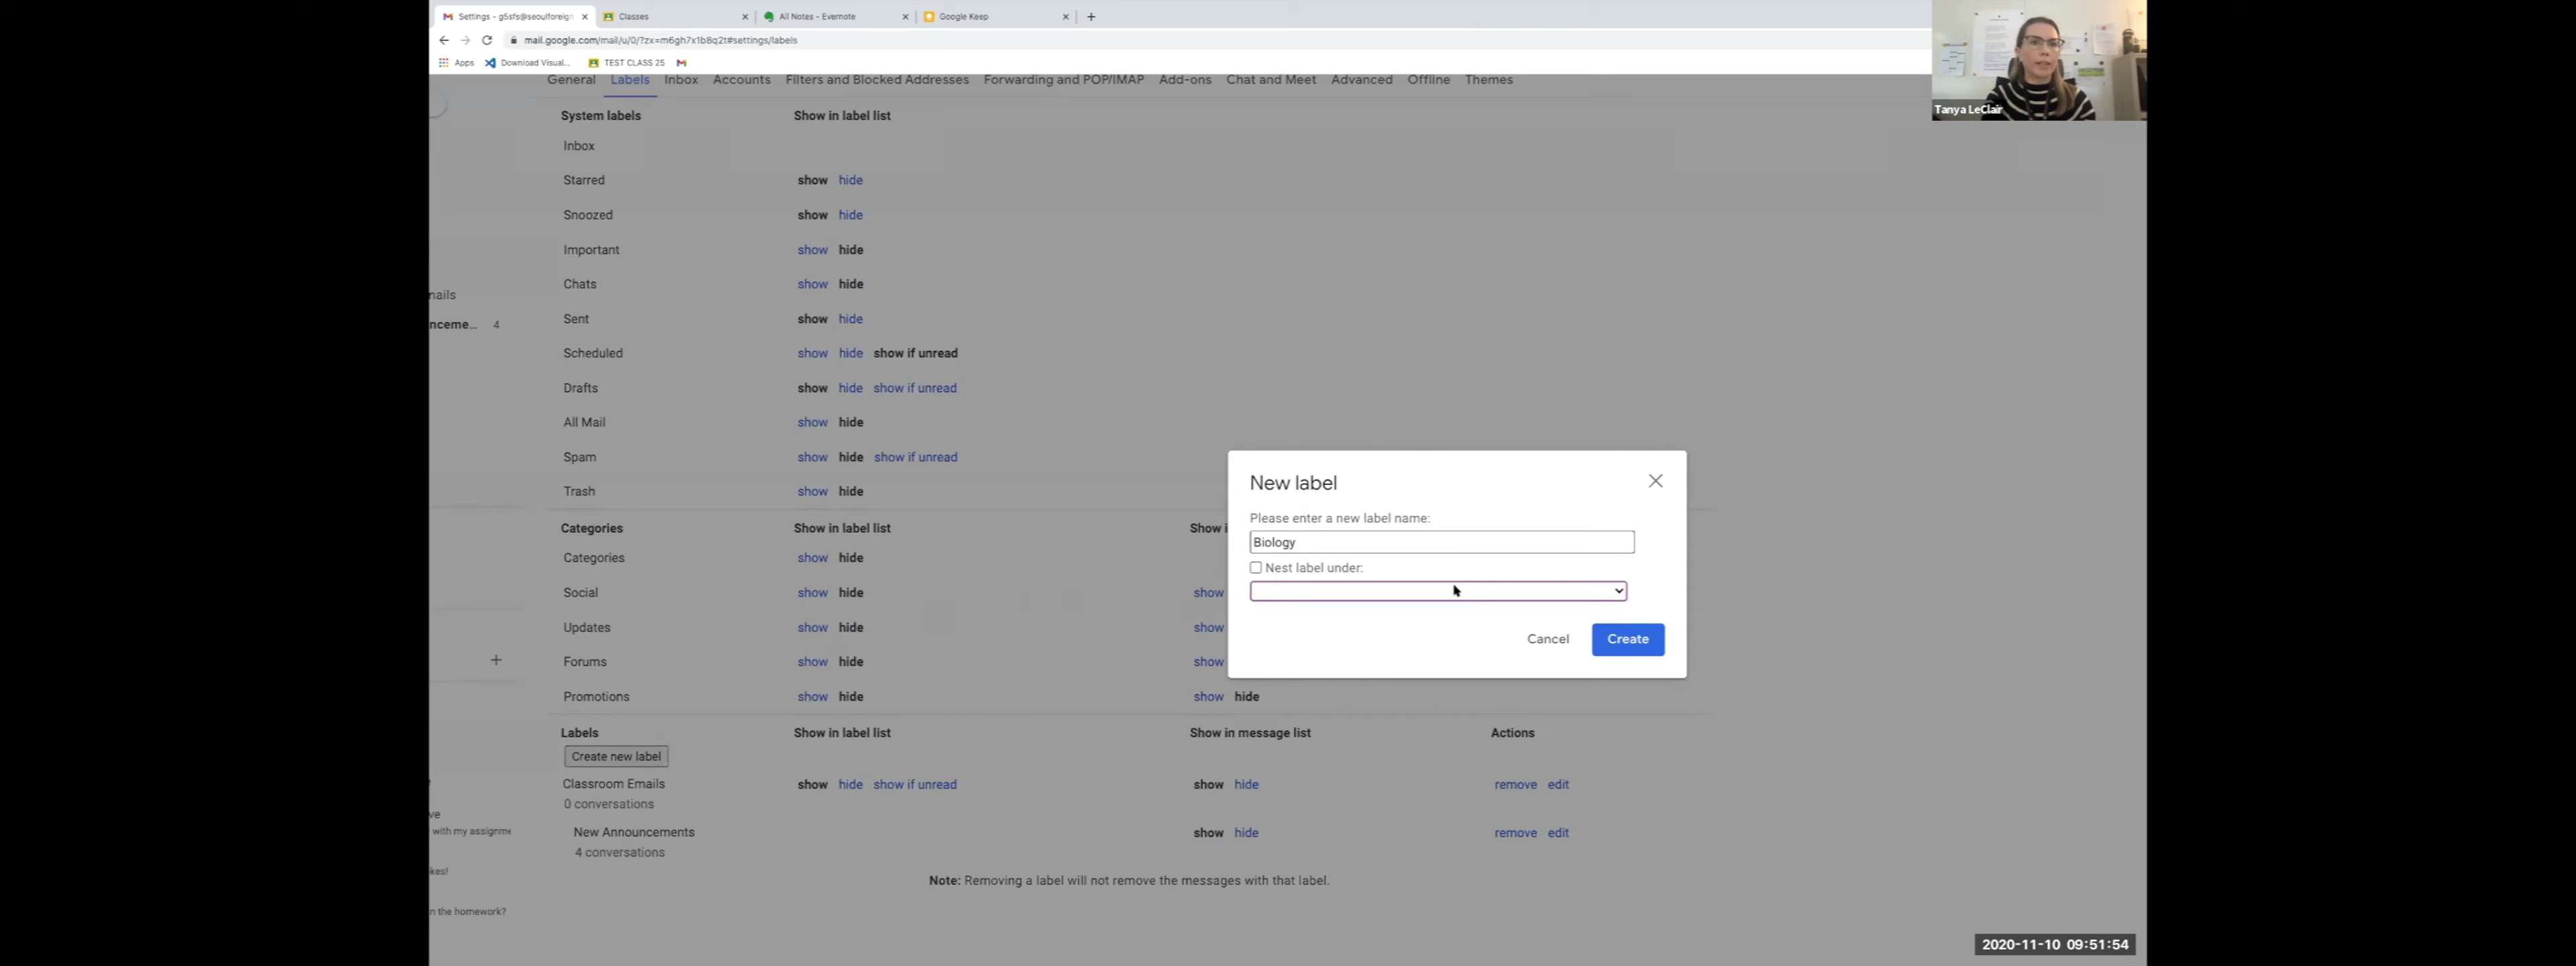 Settings - g5sfs@seoulforeign
Classes
All Notes - Evernote
Google Keep
mail.google.com/mail/u/0/?zx=m6gh7x1b8q2t#settings/labels
Apps
Download Visual...
TEST CLASS 25
Tanya LeClair
General Labels Inbox Accounts Filters and Blocked Addresses Forwarding and POP/IMAP Add-ons Chat and Meet Advanced Offline Themes
System labels Show in label list
Inbox
Starred show hide
Snoozed show hide
Important show hide
Chats show hide
nails
Sent show hide
nceme... 4
Scheduled show hide show if unread
Drafts show hide show if unread
All Mail show hide
Spam show hide show if unread
Trash show hide
Categories Show in label list Show i
Categories show hide
Social show hide show
Updates show hide show
Forums show hide show
Promotions show hide show hide
New label
Please enter a new label name:
Biology
Nest label under:
Cancel Create
Labels Show in label list Show in message list Actions
Create new label
Classroom Emails show hide show if unread show hide remove edit
0 conversations
ve
with my assignme
New Announcements show hide remove edit
4 conversations
kes!
Note: Removing a label will not remove the messages with that label.
n the homework?
2020-11-10 09:51:54